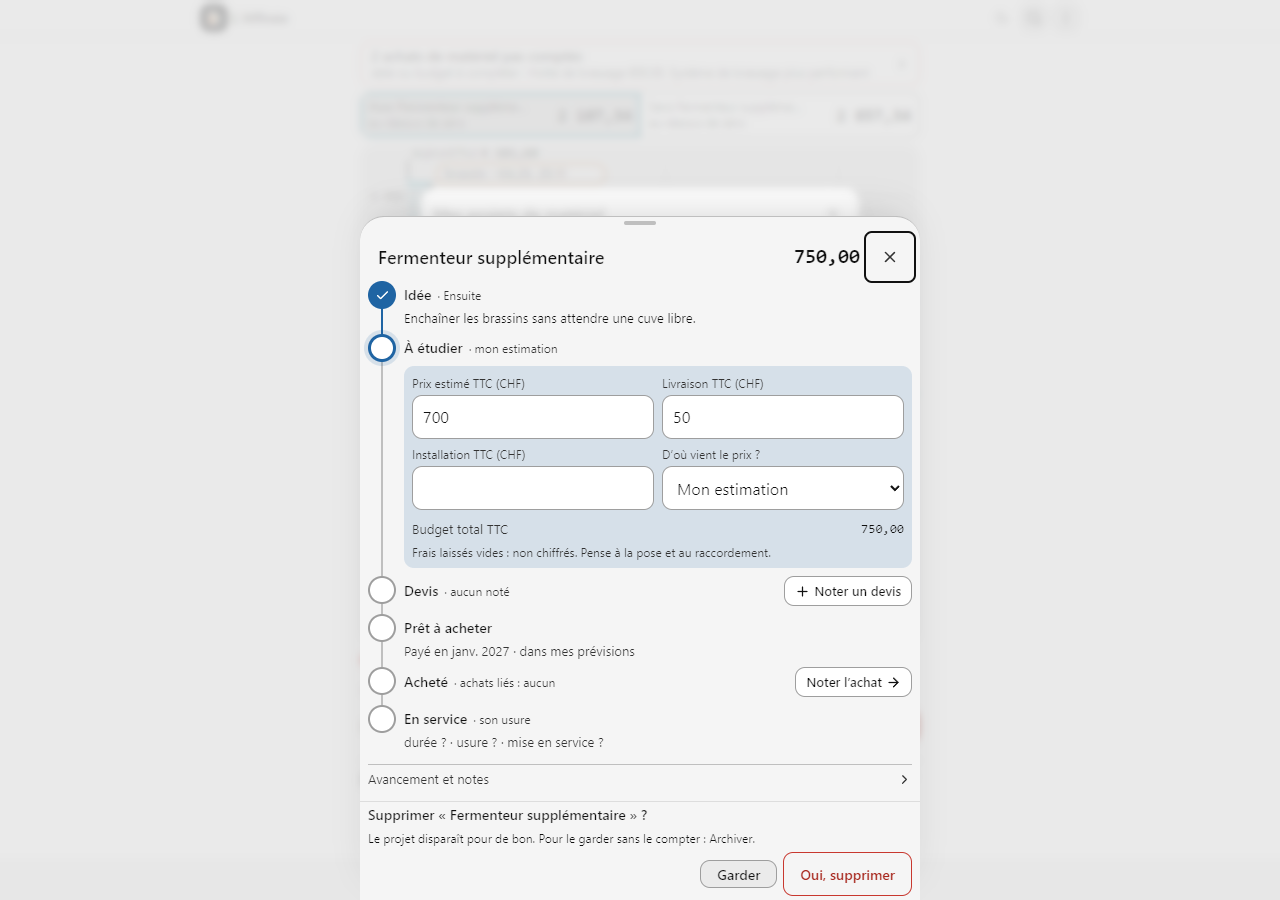 Fermenteur supplémentaire 750,00
Idée · Ensuite
Enchaîner les brassins sans attendre une cuve libre.
À étudier · mon estimation
Prix estimé TTC (CHF) Livraison TTC (CHF)
700 50
Installation TTC (CHF) D'où vient le prix ?
Mon estimation
Budget total TTC 750,00
Frais laissés vides : non chiffrés. Pense à la pose et au raccordement.
Devis · aucun noté + Noter un devis
Prêt à acheter
Payé en janv. 2027 · dans mes prévisions
Acheté · achats liés : aucun Noter l'achat →
En service · son usure
durée ? · usure ? · mise en service ?
Avancement et notes
Supprimer « Fermenteur supplémentaire » ?
Le projet disparaît pour de bon. Pour le garder sans le compter : Archiver.
Garder Oui, supprimer